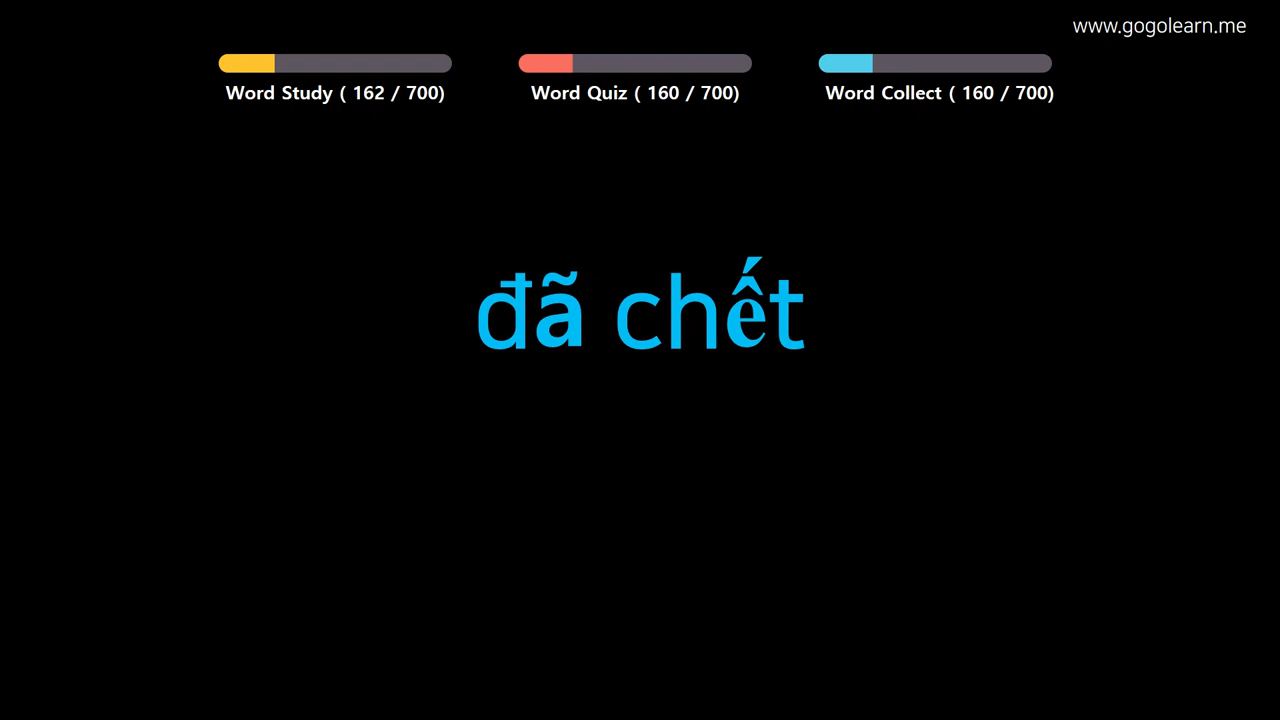 www.gogolearn.me
Word Study ( 162 / 700)
Word Quiz ( 160 / 700)
Word Collect ( 160 / 700)
đã chết